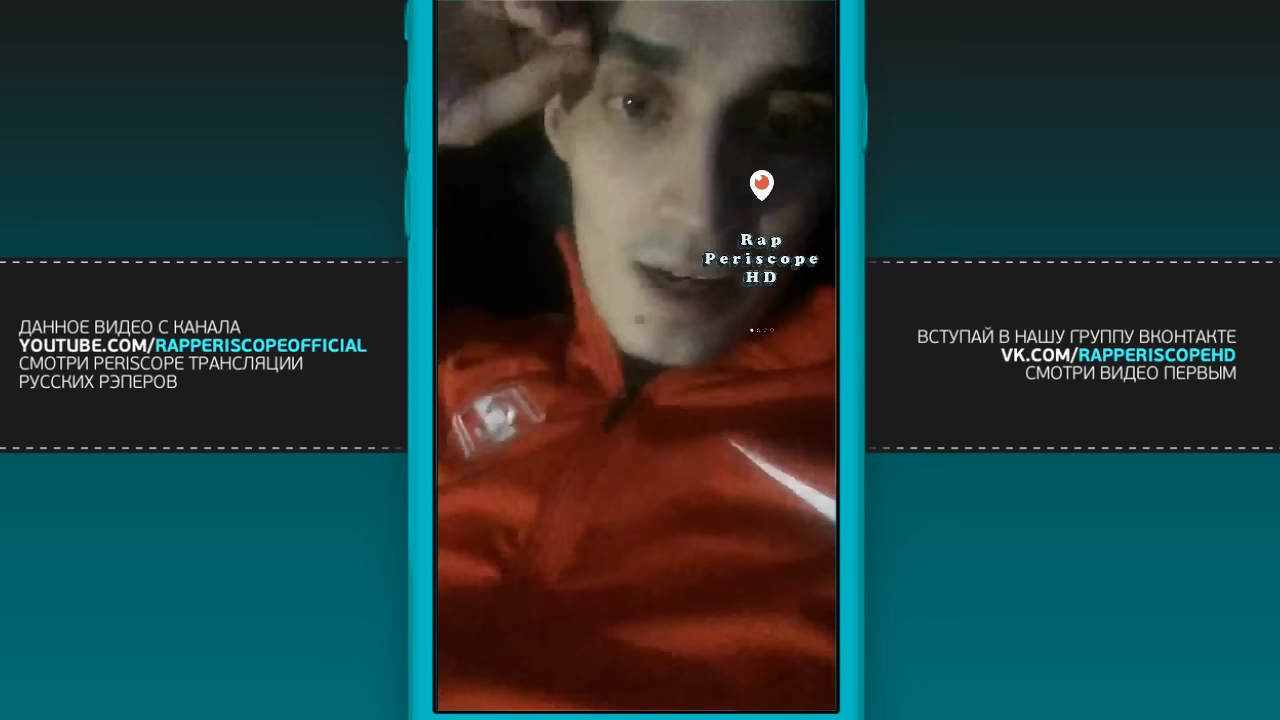 ДАННОЕ ВИДЕО С КАНАЛА
YOUTUBE.COM/RAPPERISCOPEOFFICIAL
СМОТРИ PERISCOPE ТРАНСЛЯЦИИ
РУССКИХ РЭПЕРОВ
Rap
Periscope
HD
ВСТУПАЙ В НАШУ ГРУППУ ВКОНТАКТЕ
VK.COM/RAPPERISCOPEHD
СМОТРИ ВИДЕО ПЕРВЫМ